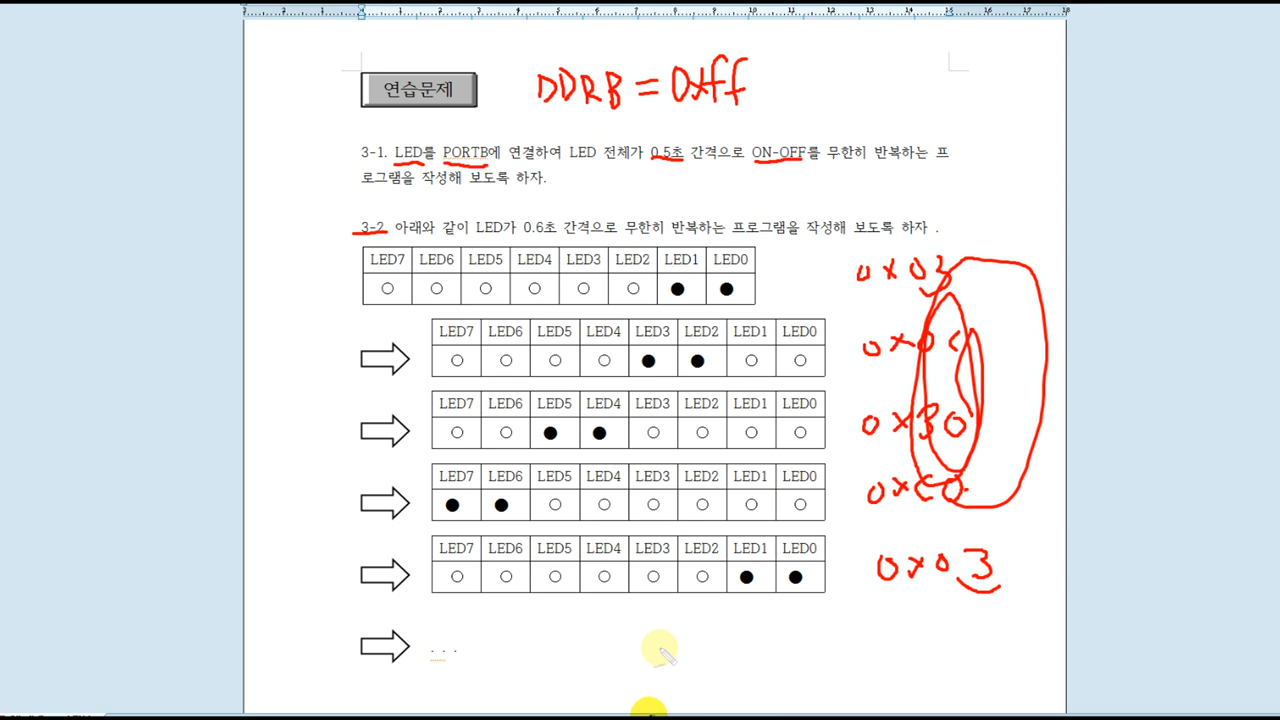 연습문제
DDRB = 0xff
3-1. LED를 PORTB에 연결하여 LED 전체가 0.5초 간격으로 ON-OFF를 무한히 반복하는 프
로그램을 작성해 보도록 하자.
3-2. 아래와 같이 LED가 0.6초 간격으로 무한히 반복하는 프로그램을 작성해 보도록 하자 .
LED7 LED6 LED5 LED4 LED3 LED2 LED1 LED0
○ ○ ○ ○ ○ ○ ● ●
0x03
LED7 LED6 LED5 LED4 LED3 LED2 LED1 LED0
○ ○ ○ ○ ● ● ○ ○
0x0C
LED7 LED6 LED5 LED4 LED3 LED2 LED1 LED0
○ ○ ● ● ○ ○ ○ ○
0x30
LED7 LED6 LED5 LED4 LED3 LED2 LED1 LED0
● ● ○ ○ ○ ○ ○ ○
0xC0
LED7 LED6 LED5 LED4 LED3 LED2 LED1 LED0
○ ○ ○ ○ ○ ○ ● ●
0x03
. . .